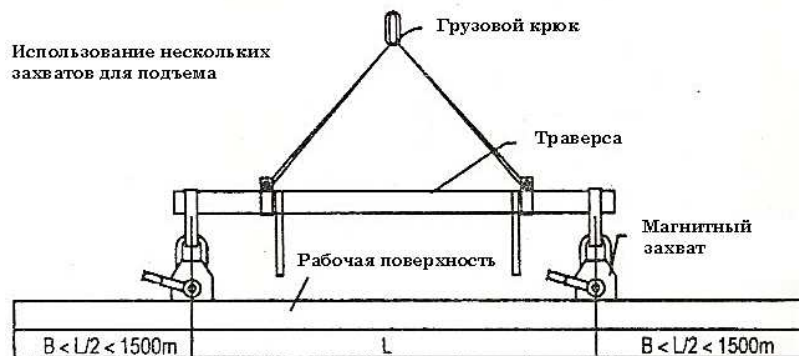 Грузовой крюк
Использование нескольких
захватов для подъема
Траверса
Магнитный
захват
Рабочая поверхность
B < L/2 < 1500m
L
B < L/2 < 1500m